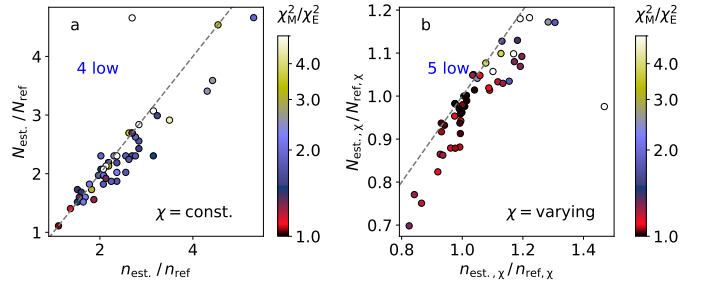 a
4 low
χ = const.
N_est. / N_ref
4
3
2
1
2
4
n_est. / n_ref
χ²_M/χ²_E
4.0
3.0
2.0
1.0
b
5 low
χ = varying
N_est., χ / N_ref, χ
1.2
1.1
1.0
0.9
0.8
0.7
0.8
1.0
1.2
1.4
n_est., χ / n_ref, χ
χ²_M/χ²_E
4.0
3.0
2.0
1.0